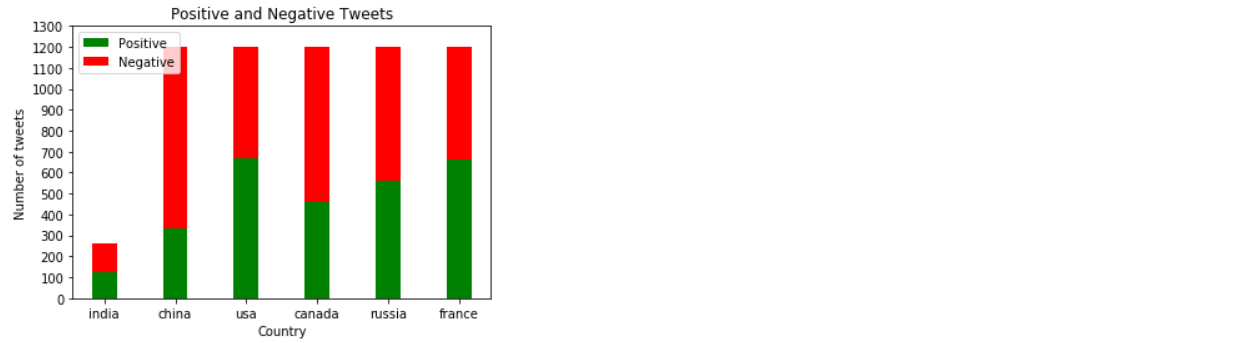 Positive and Negative Tweets
1300
1200
1100
1000
900
800
700
600
500
400
300
200
100
0
Number of tweets
Positive
Negative
india china usa canada russia france
Country